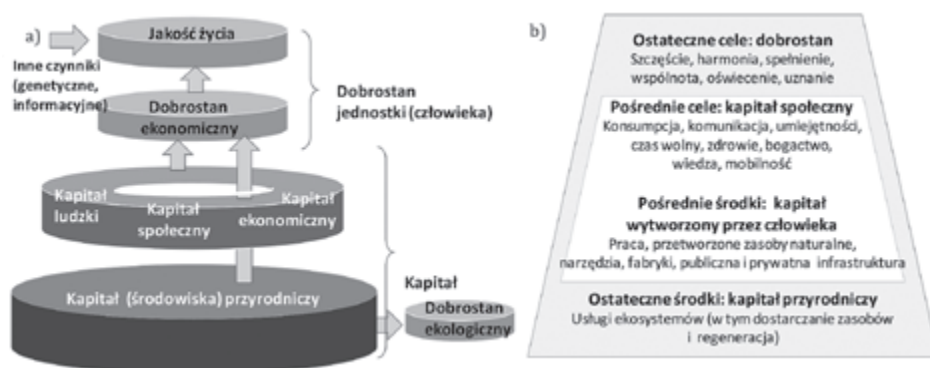 a)
Jakość życia
Inne czynniki
(genetyczne,
informacyjne)
Dobrostan
ekonomiczny
Dobrostan
jednostki (człowieka)
Kapitał
ludzki
Kapitał
społeczny
Kapitał
ekonomiczny
Kapitał (środowiska) przyrodniczy
Kapitał
Dobrostan
ekologiczny
b)
Ostateczne cele: dobrostan
Szczęście, harmonia, spełnienie,
wspólnota, oświecenie, uznanie
Pośrednie cele: kapitał społeczny
Konsumpcja, komunikacja, umiejętności,
czas wolny, zdrowie, bogactwo,
wiedza, mobilność
Pośrednie środki: kapitał
wytworzony przez człowieka
Praca, przetworzone zasoby naturalne,
narzędzia, fabryki, publiczna i prywatna infrastruktura
Ostateczne środki: kapitał przyrodniczy
Usługi ekosystemów (w tym dostarczanie zasobów
i regeneracja)